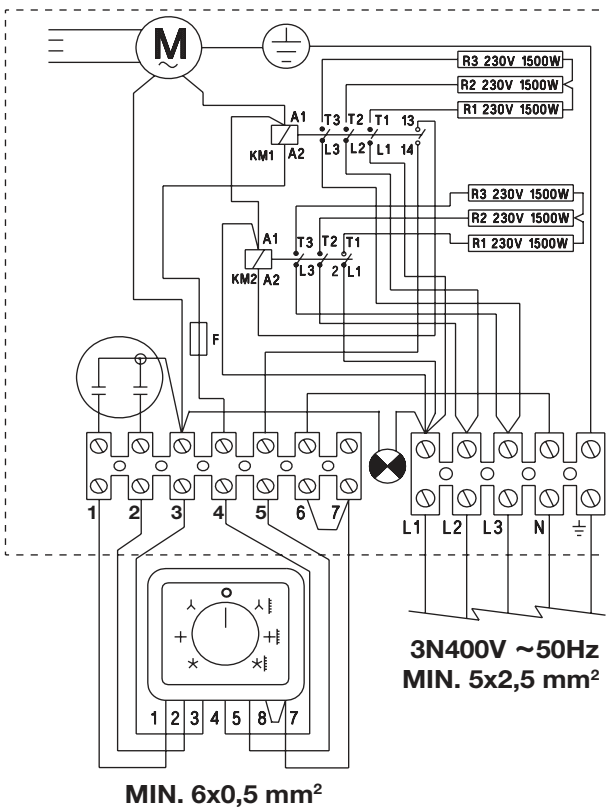 M
~
R3 230V 1500W
R2 230V 1500W
R1 230V 1500W
A1 T3 T2 T1 13
KM1 A2 L3 L2 L1 14
R3 230V 1500W
R2 230V 1500W
R1 230V 1500W
A1 T3 T2 T1
KM2 A2 L3 2 L1
F
1 2 3 4 5 6 7
L1 L2 L3 N
3N400V ~50Hz
MIN. 5x2,5 mm²
1 2 3 4 5 8 7
MIN. 6x0,5 mm²